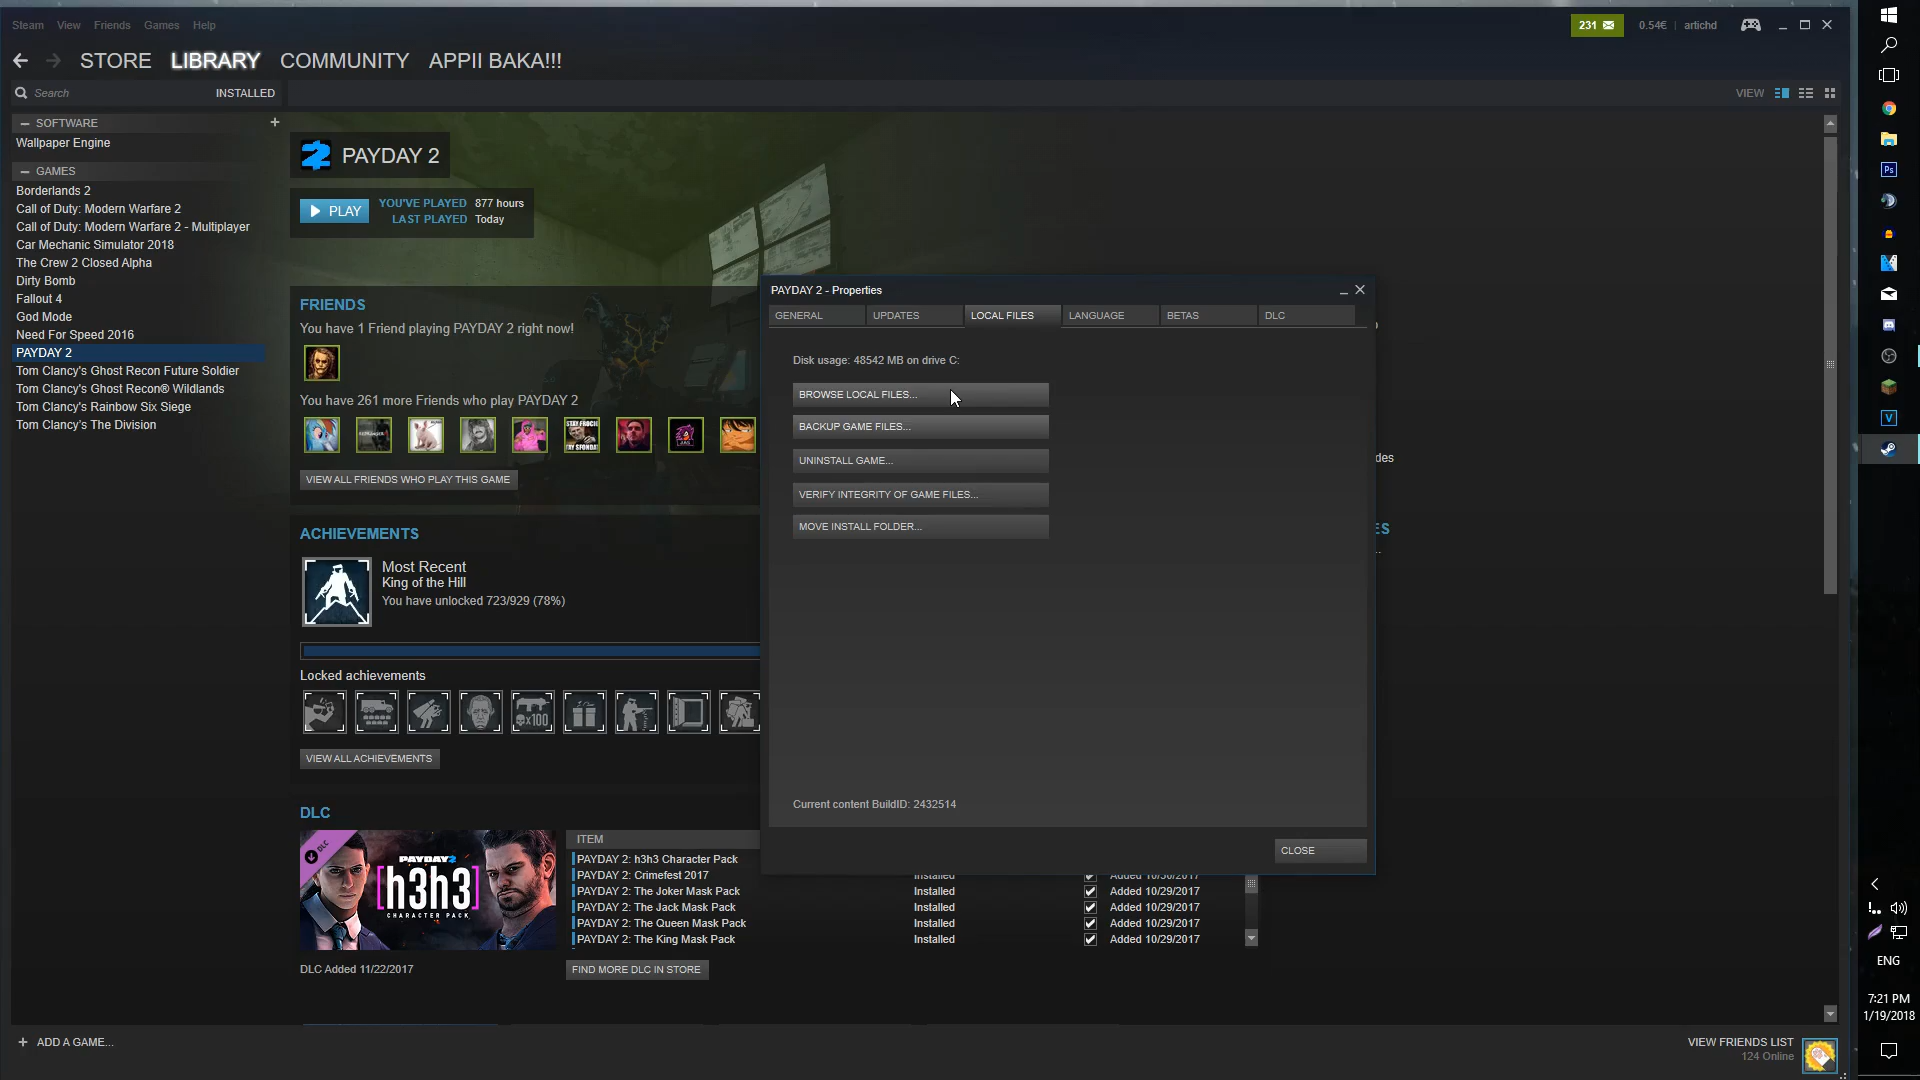 Steam View Friends Games Help
231
0.54€ artichd
STORE LIBRARY COMMUNITY APPII BAKA!!!
Search
INSTALLED
VIEW
SOFTWARE
Wallpaper Engine
GAMES
Borderlands 2
Call of Duty: Modern Warfare 2
Call of Duty: Modern Warfare 2 - Multiplayer
Car Mechanic Simulator 2018
The Crew 2 Closed Alpha
Dirty Bomb
Fallout 4
God Mode
Need For Speed 2016
PAYDAY 2
Tom Clancy's Ghost Recon Future Soldier
Tom Clancy's Ghost Recon® Wildlands
Tom Clancy's Rainbow Six Siege
Tom Clancy's The Division
ADD A GAME...
PAYDAY 2
PLAY
YOU'VE PLAYED 877 hours
LAST PLAYED Today
FRIENDS
You have 1 Friend playing PAYDAY 2 right now!
You have 261 more Friends who play PAYDAY 2
VIEW ALL FRIENDS WHO PLAY THIS GAME
ACHIEVEMENTS
Most Recent
King of the Hill
You have unlocked 723/929 (78%)
Locked achievements
x100
VIEW ALL ACHIEVEMENTS
DLC
DLC
PAYDAY 2
[h3h3]
CHARACTER PACK
DLC Added 11/22/2017
ITEM
PAYDAY 2: h3h3 Character Pack
PAYDAY 2: Crimefest 2017 Installed Added 10/30/2017
PAYDAY 2: The Joker Mask Pack Installed Added 10/29/2017
PAYDAY 2: The Jack Mask Pack Installed Added 10/29/2017
PAYDAY 2: The Queen Mask Pack Installed Added 10/29/2017
PAYDAY 2: The King Mask Pack Installed Added 10/29/2017
FIND MORE DLC IN STORE
PAYDAY 2 - Properties
GENERAL UPDATES LOCAL FILES LANGUAGE BETAS DLC
Disk usage: 48542 MB on drive C:
BROWSE LOCAL FILES...
BACKUP GAME FILES...
UNINSTALL GAME...
VERIFY INTEGRITY OF GAME FILES...
MOVE INSTALL FOLDER...
Current content BuildID: 2432514
CLOSE
des
ES
VIEW FRIENDS LIST
124 Online
Ps
V
ENG
7:21 PM
1/19/2018